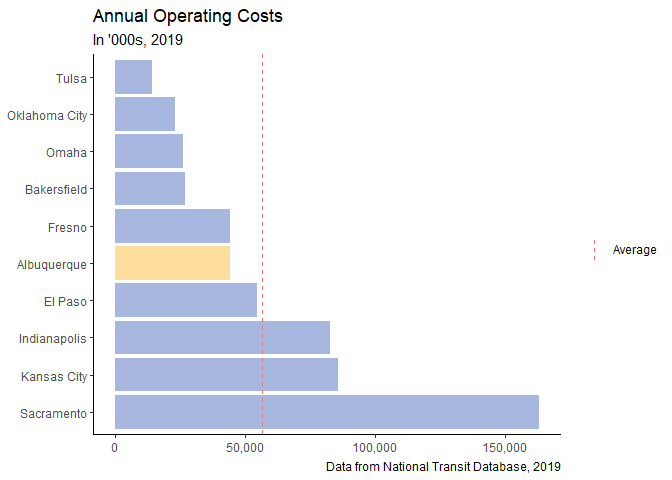 Annual Operating Costs
In '000s, 2019
Tulsa
Oklahoma City
Omaha
Bakersfield
Fresno
Albuquerque
El Paso
Indianapolis
Kansas City
Sacramento
Average
0
50,000
100,000
150,000
Data from National Transit Database, 2019